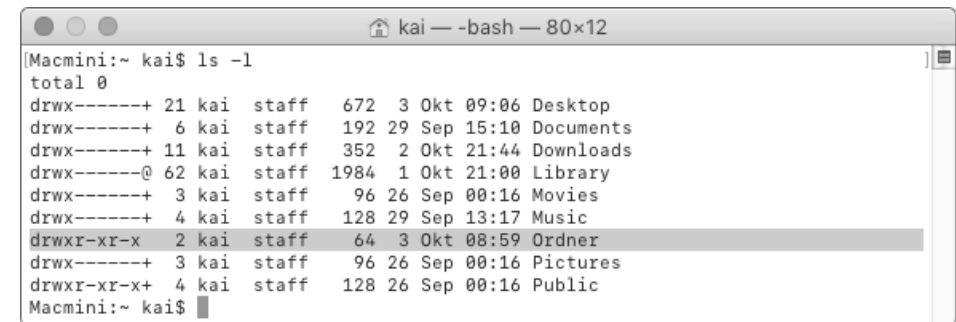 kai — -bash — 80×12
[Macmini:~ kai$ ls -l ]
total 0
drwx------+ 21 kai  staff   672  3 Okt 09:06 Desktop
drwx------+  6 kai  staff   192 29 Sep 15:10 Documents
drwx------+ 11 kai  staff   352  2 Okt 21:44 Downloads
drwx------@ 62 kai  staff  1984  1 Okt 21:00 Library
drwx------+  3 kai  staff    96 26 Sep 00:16 Movies
drwx------+  4 kai  staff   128 29 Sep 13:17 Music
drwxr-xr-x   2 kai  staff    64  3 Okt 08:59 Ordner
drwx------+  3 kai  staff    96 26 Sep 00:16 Pictures
drwxr-xr-x+  4 kai  staff   128 26 Sep 00:16 Public
Macmini:~ kai$